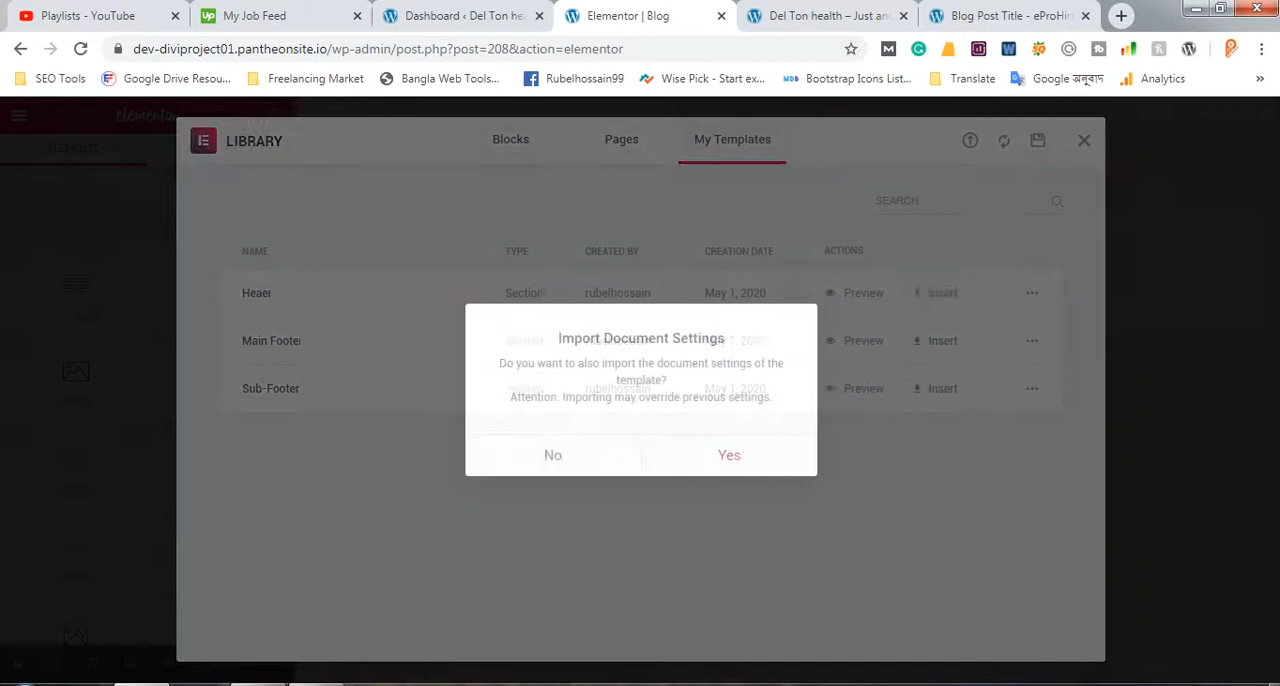 Playlists - YouTube
My Job Feed
Dashboard ‹ Del Ton he
Elementor | Blog
Del Ton health – Just an
Blog Post Title - eProHin
dev-diviproject01.pantheonsite.io/wp-admin/post.php?post=208&action=elementor
SEO Tools
Google Drive Resou...
Freelancing Market
Bangla Web Tools...
Rubelhossain99
Wise Pick - Start ex...
Bootstrap Icons List...
Translate
Google অনুবাদ
Analytics
»
elementor
ELEMENTS
LIBRARY
Blocks
Pages
My Templates
SEARCH
NAME
TYPE
CREATED BY
CREATION DATE
ACTIONS
Heaer
Section
rubelhossain
May 1, 2020
Preview
Insert
Main Footer
Preview
Insert
Sub-Footer
Preview
Insert
Import Document Settings
Do you want to also import the document settings of the
template?
Attention: Importing may override previous settings.
No
Yes